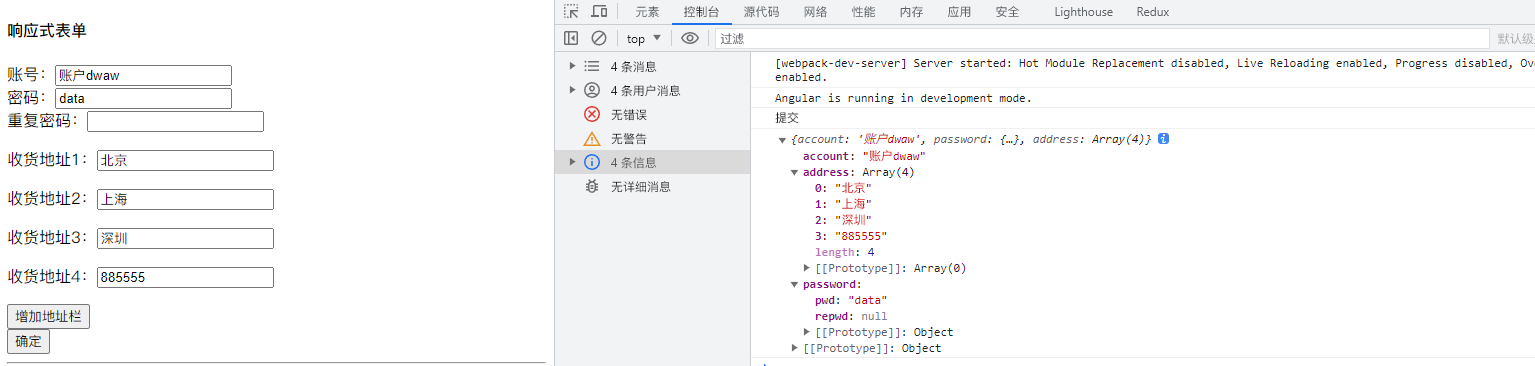 响应式表单
账号: 账户dwaw
密码: data
重复密码:
收货地址1: 北京
收货地址2: 上海
收货地址3: 深圳
收货地址4: 885555
增加地址栏
确定
元素 控制台 源代码 网络 性能 内存 应用 安全 Lighthouse Redux
top 过滤 默认级
4 条消息
4 条用户消息
无错误
无警告
4 条信息
无详细消息
[webpack-dev-server] Server started: Hot Module Replacement disabled, Live Reloading enabled, Progress disabled, Ov
enabled.
Angular is running in development mode.
提交
{account: '账户dwaw', password: {…}, address: Array(4)}
account: "账户dwaw"
address: Array(4)
0: "北京"
1: "上海"
2: "深圳"
3: "885555"
length: 4
[[Prototype]]: Array(0)
password:
pwd: "data"
repwd: null
[[Prototype]]: Object
[[Prototype]]: Object